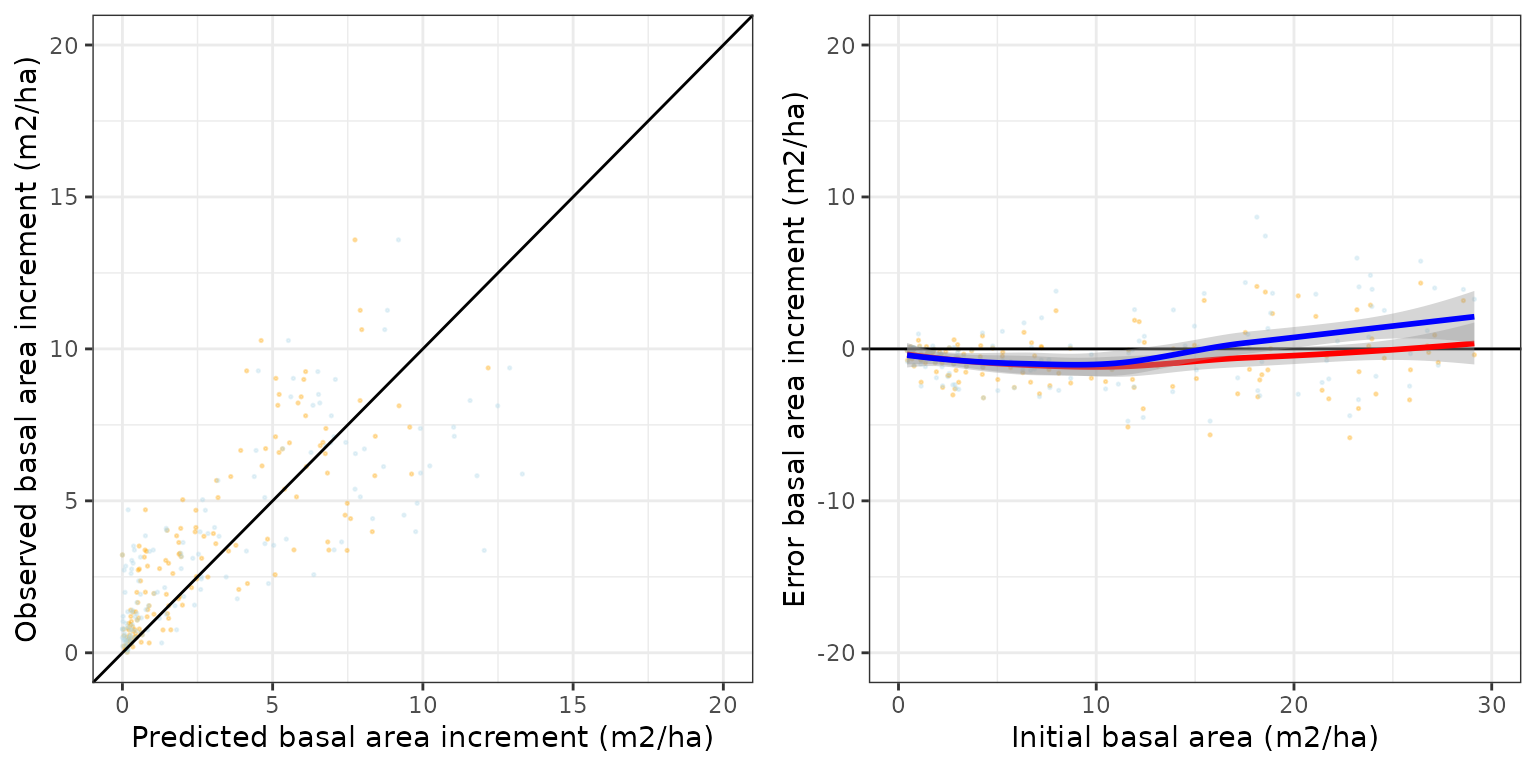 Observed basal area increment (m2/ha)
20
15
10
5
0
0 5 10 15 20
Predicted basal area increment (m2/ha)
Error basal area increment (m2/ha)
20
10
0
-10
-20
0 10 20 30
Initial basal area (m2/ha)